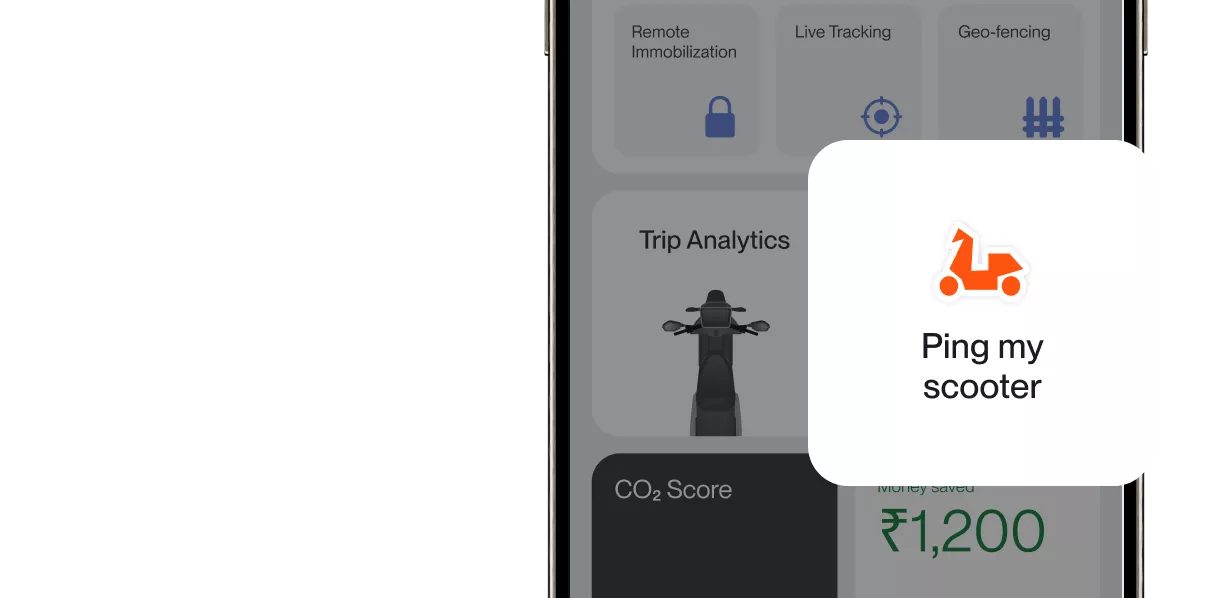 Remote
Immobilization
Live Tracking
Geo-fencing
Trip Analytics
Ping my
scooter
CO₂ Score
Money saved
₹1,200